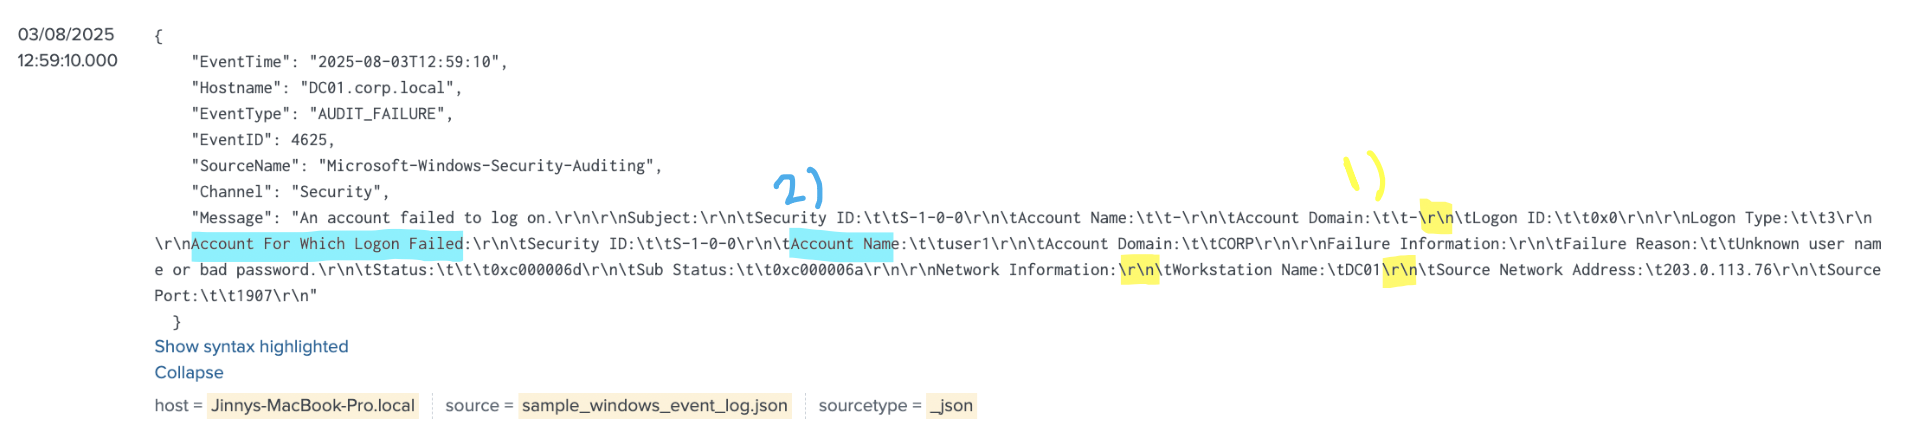 03/08/2025
12:59:10.000
{
"EventTime": "2025-08-03T12:59:10",
"Hostname": "DC01.corp.local",
"EventType": "AUDIT_FAILURE",
"EventID": 4625,
"SourceName": "Microsoft-Windows-Security-Auditing",
"Channel": "Security",
2)
1)
"Message": "An account failed to log on.\r\n\r\nSubject:\r\n\tSecurity ID:\t\tS-1-0-0\r\n\tAccount Name:\t\t-\r\n\tAccount Domain:\t\t-\r\n\tLogon ID:\t\t0x0\r\n\r\nLogon Type:\t\t3\r\n
\r\nAccount For Which Logon Failed:\r\n\tSecurity ID:\t\tS-1-0-0\r\n\tAccount Name:\t\tuser1\r\n\tAccount Domain:\t\tCORP\r\n\r\nFailure Information:\r\n\tFailure Reason:\t\tUnknown user nam
e or bad password.\r\n\tStatus:\t\t\t0xc000006d\r\n\tSub Status:\t\t0xc000006a\r\n\r\nNetwork Information:\r\n\tWorkstation Name:\tDC01\r\n\tSource Network Address:\t203.0.113.76\r\n\tSource
Port:\t\t1907\r\n"
}
Show syntax highlighted
Collapse
host = Jinnys-MacBook-Pro.local source = sample_windows_event_log.json sourcetype = _json